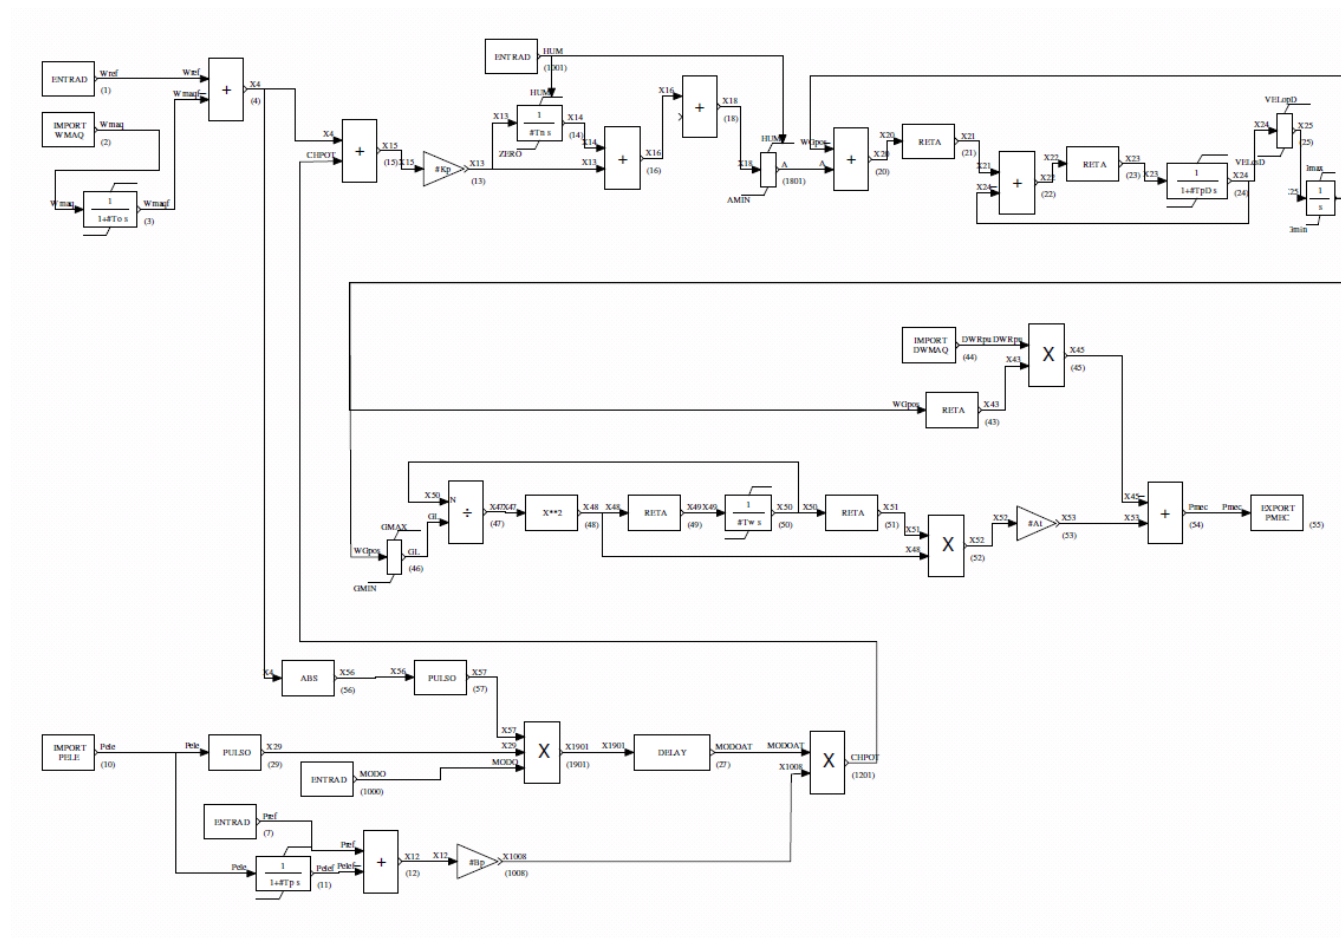 ENTRAD
Wref
(1)
Wref
Wmaqf-
+
X4
(4)
IMPORT
WMAQ
Wmaq
(2)
Wmaq
1
1+#To s
Wmaqf
(3)
X4
CHPOT
+
X15
(15)
X15
#Kp
X13
(13)
ENTRAD
HUM
(1001)
HUM
X13
1
#Tn s
X14
(14)
ZERO
X14
X13
+
X16
(16)
X16
+
X18
(18)
HUM
X18
A
(1801)
AMIN
WGpos-
A
+
X20
(20)
X20
RETA
X21
(21)
X21
X24-
+
X22
(22)
X22
RETA
X23
(23)
X23
1
1+#TpD s
X24
(24)
VELopD
X24
X25
(25)
1
s
3min
IMPORT
DWMAQ
DWRpu
(44)
DWRpu
X43
X
X45
(45)
WGpos
RETA
X43
(43)
X50
N
GL
÷
X47
(47)
X47
X**2
X48
(48)
X48
RETA
X49
(49)
X49
1
#Tw s
X50
(50)
X50
RETA
X51
(51)
GMAX
WGpos
GL
(46)
GMIN
X51
X48
X
X52
(52)
X52
#At
X53
(53)
X45-
X53
+
Pmec
(54)
Pmec
EXPORT
PMEC
(55)
X4
ABS
X56
(56)
X56
PULSO
X57
(57)
IMPORT
PELE
Pele
(10)
Pele
PULSO
X29
(29)
X57
X29
MODO
X
X1901
(1901)
X1901
DELAY
MODOAT
(27)
MODOAT
X1008
X
CHPOT
(1201)
ENTRAD
MODO
(1000)
ENTRAD
Pref
(7)
Pele
1
1+#Tp s
Pelef
(11)
Pref
Pelef-
+
X12
(12)
X12
#Bp
X1008
(1008)